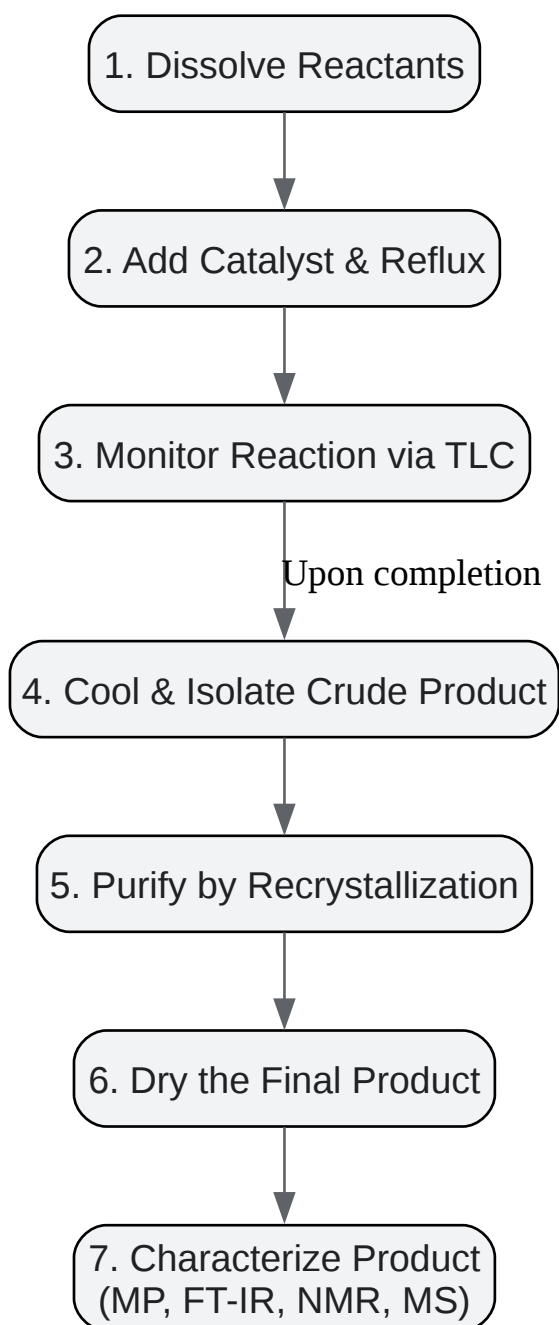 1. Dissolve Reactants
2. Add Catalyst & Reflux
3. Monitor Reaction via TLC
Upon completion
4. Cool & Isolate Crude Product
5. Purify by Recrystallization
6. Dry the Final Product
7. Characterize Product
(MP, FT-IR, NMR, MS)